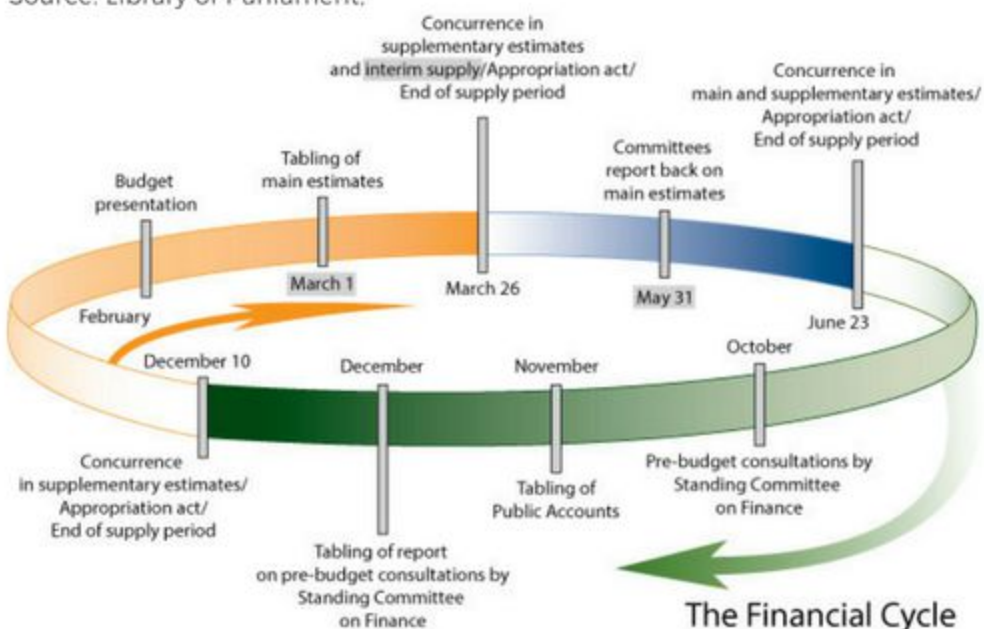 Source: Library of Parliament,
Concurrence in
supplementary estimates
and interim supply/Appropriation act/
End of supply period
Concurrence in
main and supplementary estimates/
Appropriation act/
End of supply period
Committees
report back on
main estimates
Tabling of
main estimates
Budget
presentation
March 1
March 26
May 31
February
June 23
December 10
December
November
October
Concurrence
in supplementary estimates/
Appropriation act/
End of supply period
Pre-budget consultations by
Standing Committee
on Finance
Tabling of
Public Accounts
Tabling of report
on pre-budget consultations by
Standing Committee
on Finance
The Financial Cycle